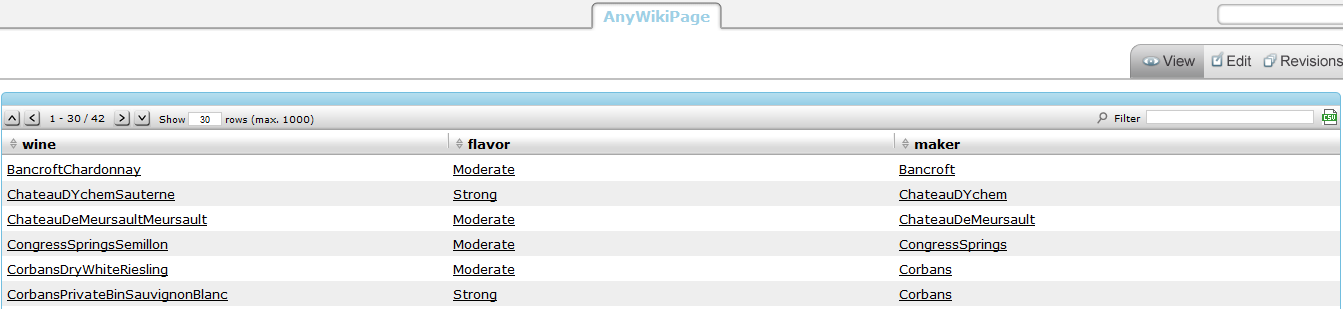 AnyWikiPage
View Edit Revisions
1 - 30 / 42 Show 30 rows (max. 1000) Filter CSV
wine flavor maker
BancroftChardonnay Moderate Bancroft
ChateauDYchemSauterne Strong ChateauDYchem
ChateauDeMeursaultMeursault Moderate ChateauDeMeursault
CongressSpringsSemillon Moderate CongressSprings
CorbansDryWhiteRiesling Moderate Corbans
CorbansPrivateBinSauvignonBlanc Strong Corbans